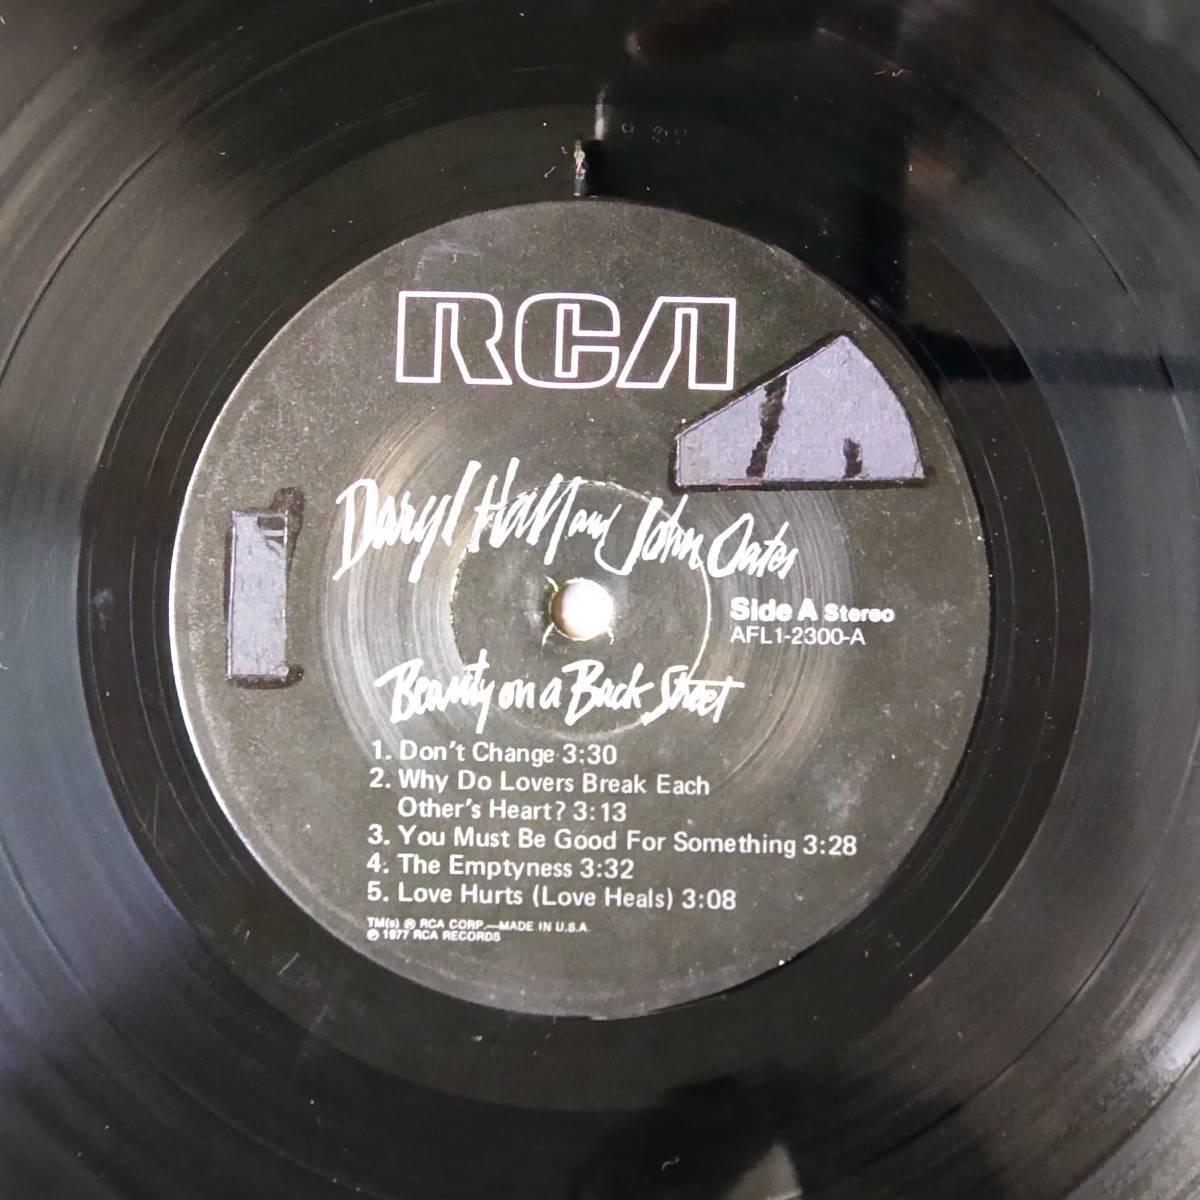 RCA
Daryl Hall and John Oates
Side A Stereo
AFL1-2300-A
Beauty on a Back Street
1. Don't Change 3:30
2. Why Do Lovers Break Each
Other's Heart? 3:13
3. You Must Be Good For Something 3:28
4. The Emptyness 3:32
5. Love Hurts (Love Heals) 3:08
TM(s) ® RCA CORP.—MADE IN U.S.A.
℗ 1977 RCA RECORDS